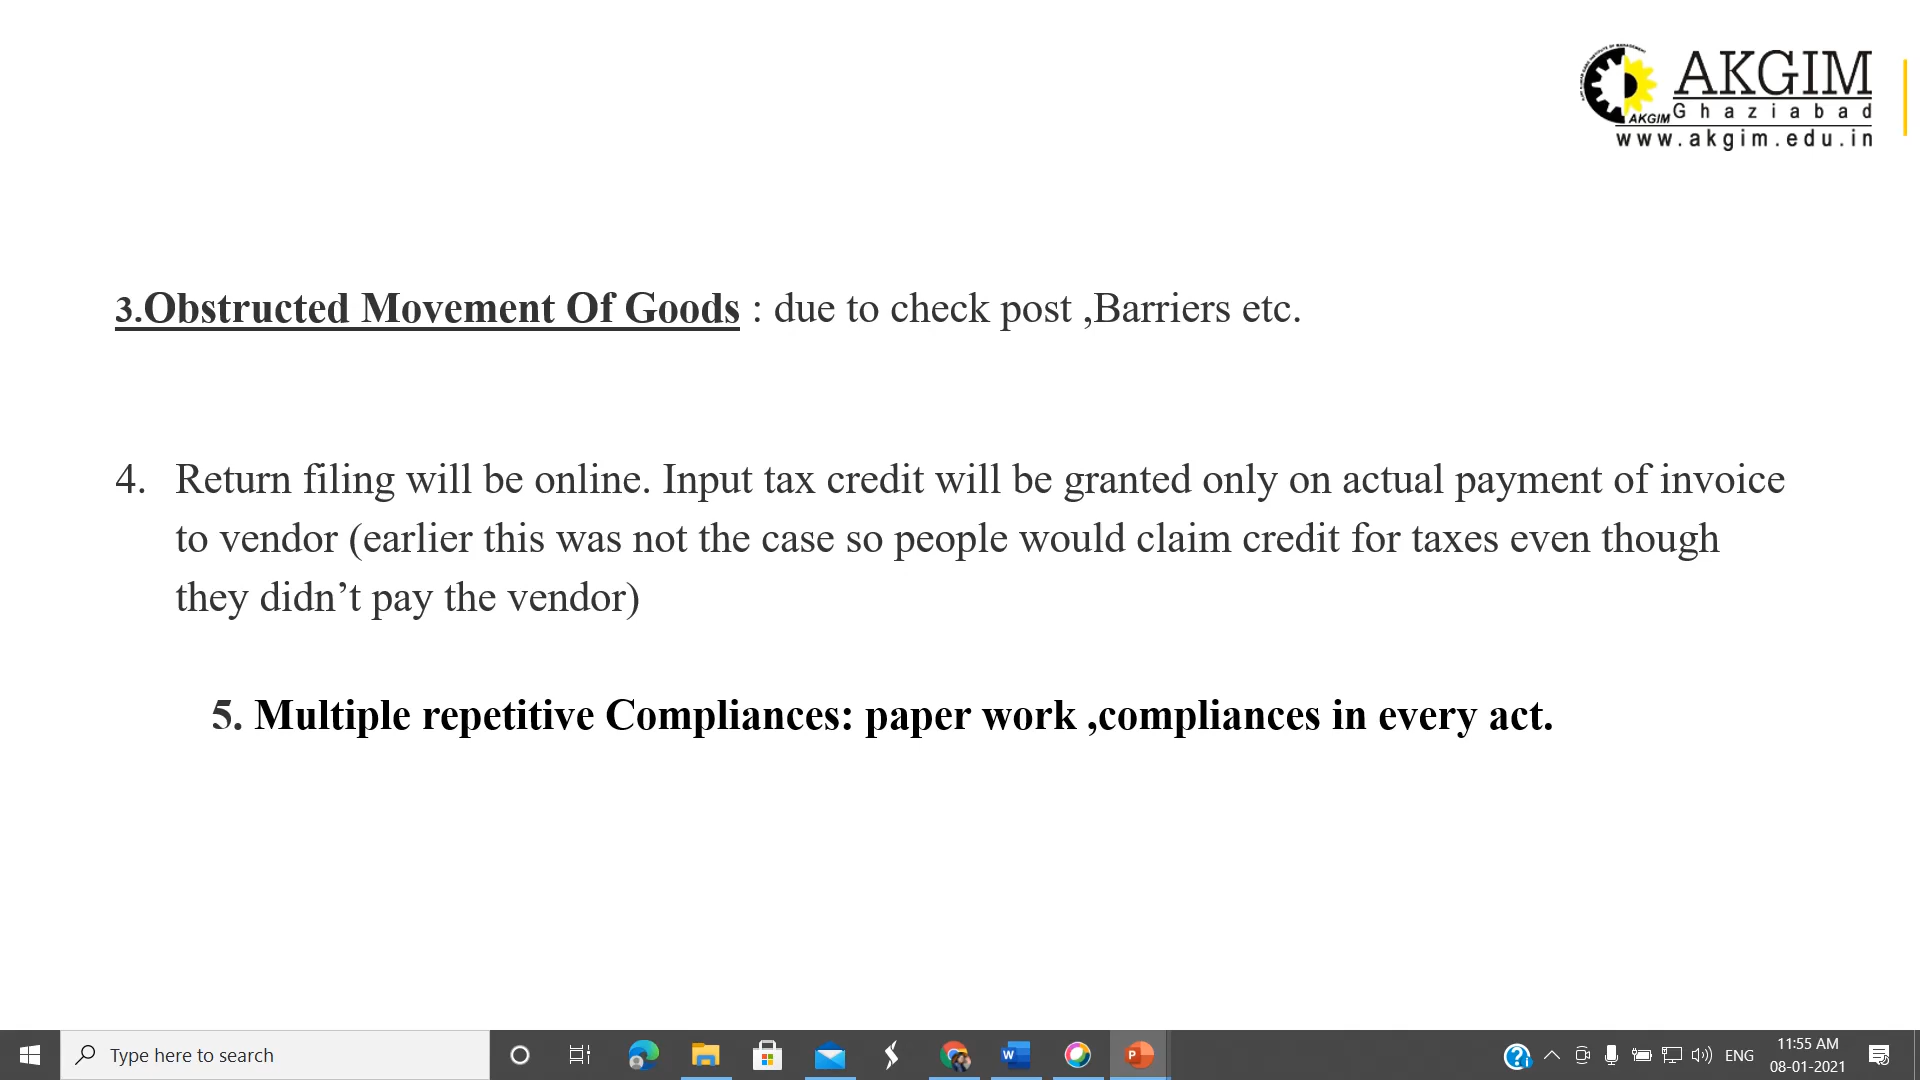 AKGIM
AKGIM Ghaziabad
www.akgim.edu.in
3.Obstructed Movement Of Goods : due to check post ,Barriers etc.
4. Return filing will be online. Input tax credit will be granted only on actual payment of invoice
to vendor (earlier this was not the case so people would claim credit for taxes even though
they didn’t pay the vendor)
5. Multiple repetitive Compliances: paper work ,compliances in every act.
Type here to search
ENG
11:55 AM
08-01-2021